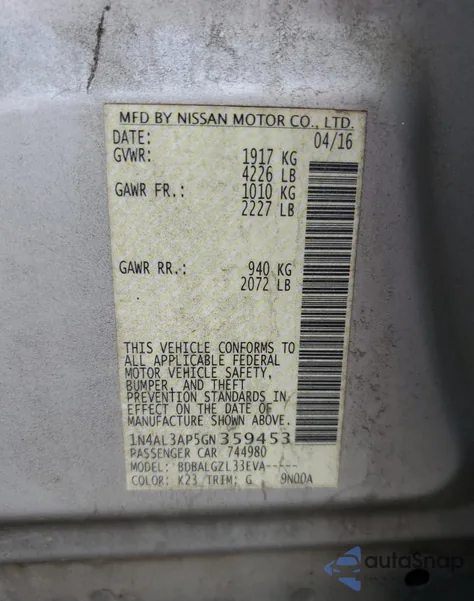 MFD BY NISSAN MOTOR CO., LTD.
DATE: 04/16
GVWR: 1917 KG
4226 LB
GAWR FR.: 1010 KG
2227 LB
GAWR RR.: 940 KG
2072 LB
THIS VEHICLE CONFORMS TO
ALL APPLICABLE FEDERAL
MOTOR VEHICLE SAFETY,
BUMPER, AND THEFT
PREVENTION STANDARDS IN
EFFECT ON THE DATE OF
MANUFACTURE SHOWN ABOVE.
1N4AL3AP5GN359453
PASSENGER CAR 744980
MODEL: BDBALGZL33EVA-----
COLOR: K23 TRIM: G 9N00A
autoSnap